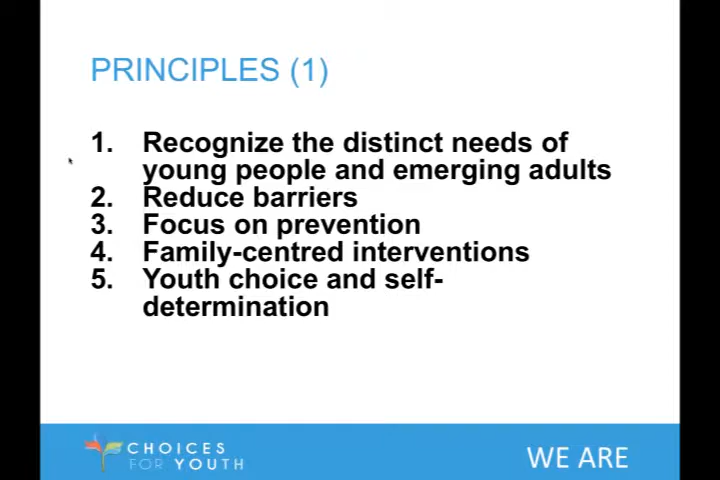 PRINCIPLES (1)
1. Recognize the distinct needs of
young people and emerging adults
2. Reduce barriers
3. Focus on prevention
4. Family-centred interventions
5. Youth choice and self-
determination
CHOICES
FOR YOUTH
WE ARE